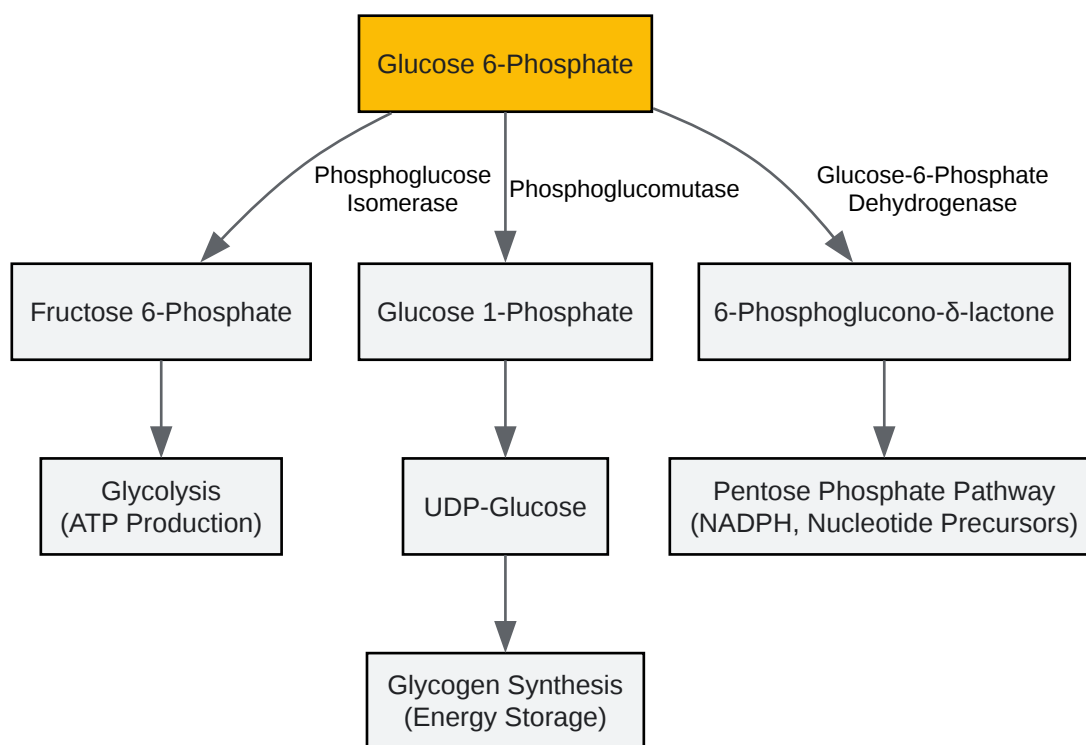 Glucose 6-Phosphate
Phosphoglucose
Isomerase
Phosphoglucomutase
Glucose-6-Phosphate
Dehydrogenase
Fructose 6-Phosphate
Glucose 1-Phosphate
6-Phosphoglucono-δ-lactone
Glycolysis
(ATP Production)
UDP-Glucose
Pentose Phosphate Pathway
(NADPH, Nucleotide Precursors)
Glycogen Synthesis
(Energy Storage)